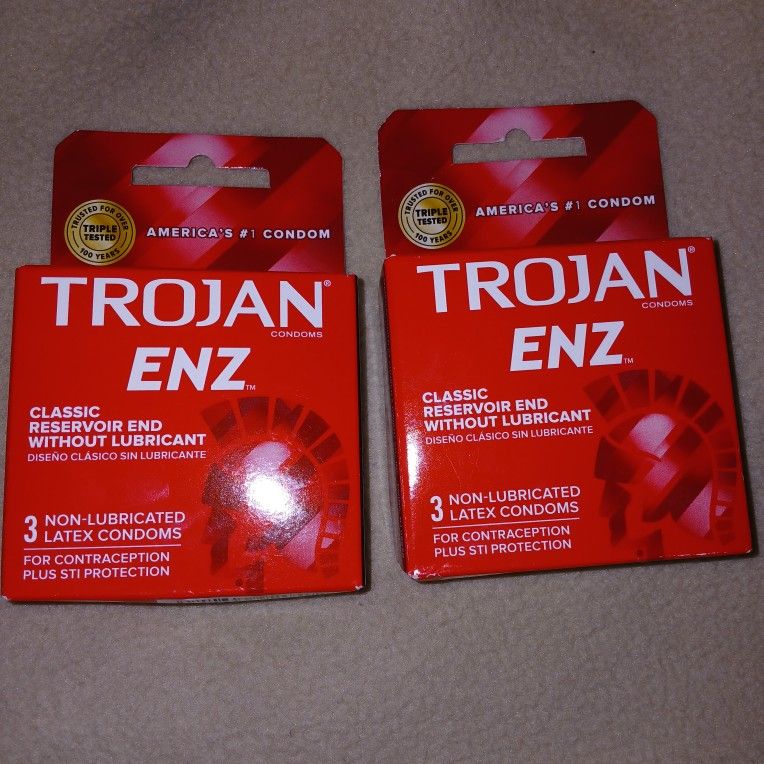 TRUSTED FOR OVER
TRIPLE
TESTED
100 YEARS
AMERICA'S #1 CONDOM
TROJAN®
CONDOMS
ENZ™
CLASSIC
RESERVOIR END
WITHOUT LUBRICANT
DISEÑO CLÁSICO SIN LUBRICANTE
3 NON-LUBRICATED
LATEX CONDOMS
FOR CONTRACEPTION
PLUS STI PROTECTION
TRUSTED FOR OVER
TRIPLE
TESTED
100 YEARS
AMERICA'S #1 CONDOM
TROJAN®
CONDOMS
ENZ™
CLASSIC
RESERVOIR END
WITHOUT LUBRICANT
DISEÑO CLÁSICO SIN LUBRICANTE
3 NON-LUBRICATED
LATEX CONDOMS
FOR CONTRACEPTION
PLUS STI PROTECTION